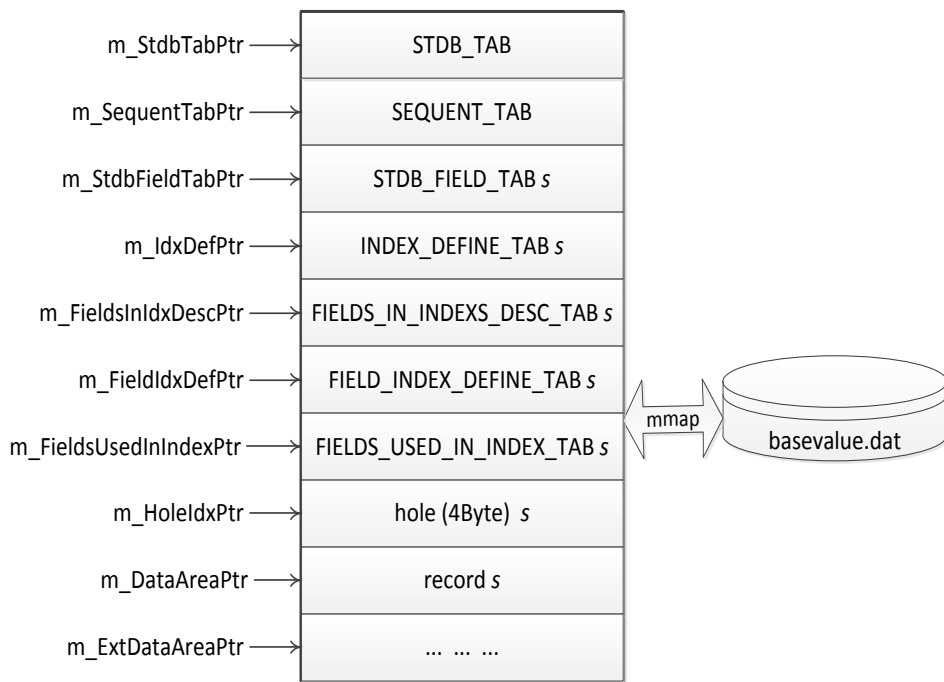 m_StdbTabPtr STDB_TAB
m_SequentTabPtr SEQUENT_TAB
m_StdbFieldTabPtr STDB_FIELD_TAB s
m_IdxDefPtr INDEX_DEFINE_TAB s
m_FieldsInIdxDescPtr FIELDS_IN_INDEXS_DESC_TAB s
m_FieldIdxDefPtr FIELD_INDEX_DEFINE_TAB s
mmap
basevalue.dat
m_FieldsUsedInIndexPtr FIELDS_USED_IN_INDEX_TAB s
m_HoleIdxPtr hole (4Byte) s
m_DataAreaPtr record s
m_ExtDataAreaPtr ... ... ...